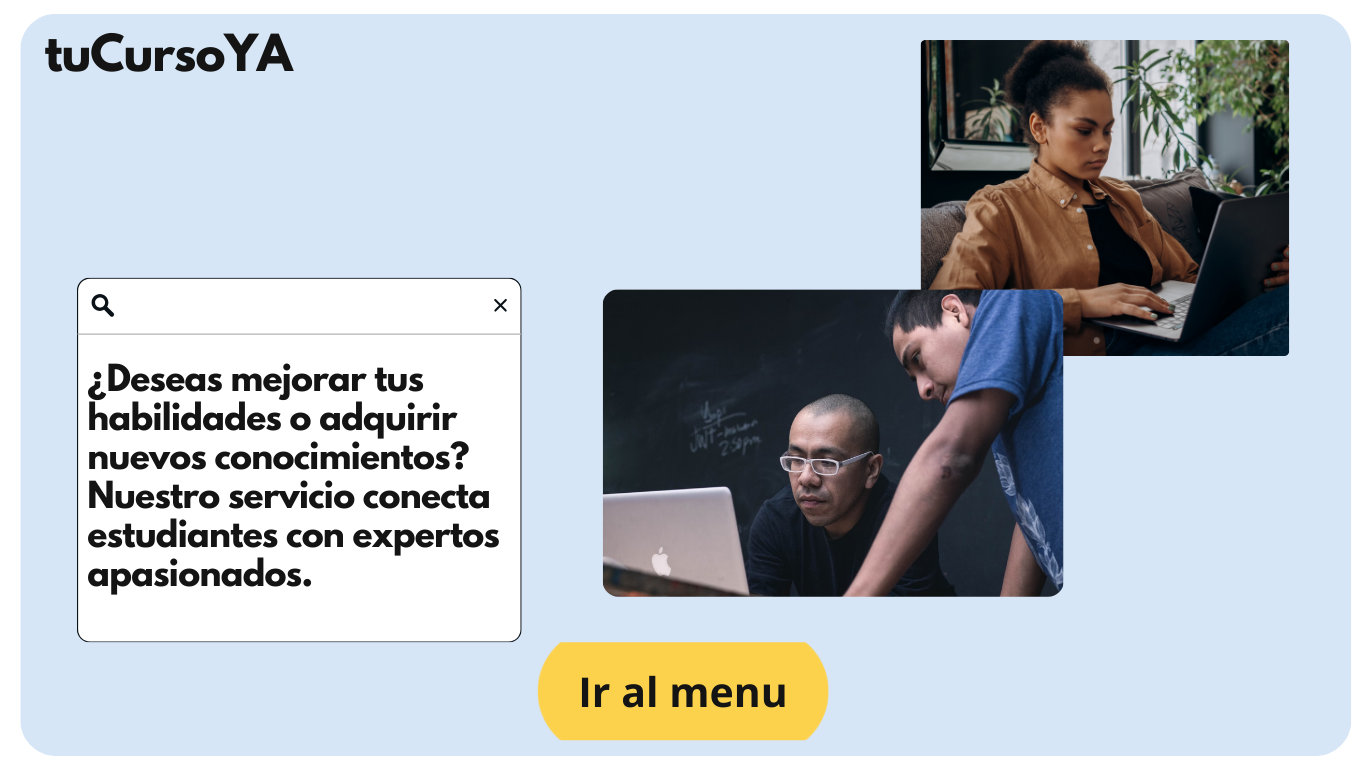 tuCursoYA
¿Deseas mejorar tus
habilidades o adquirir
nuevos conocimientos?
Nuestro servicio conecta
estudiantes con expertos
apasionados.
Ir al menu